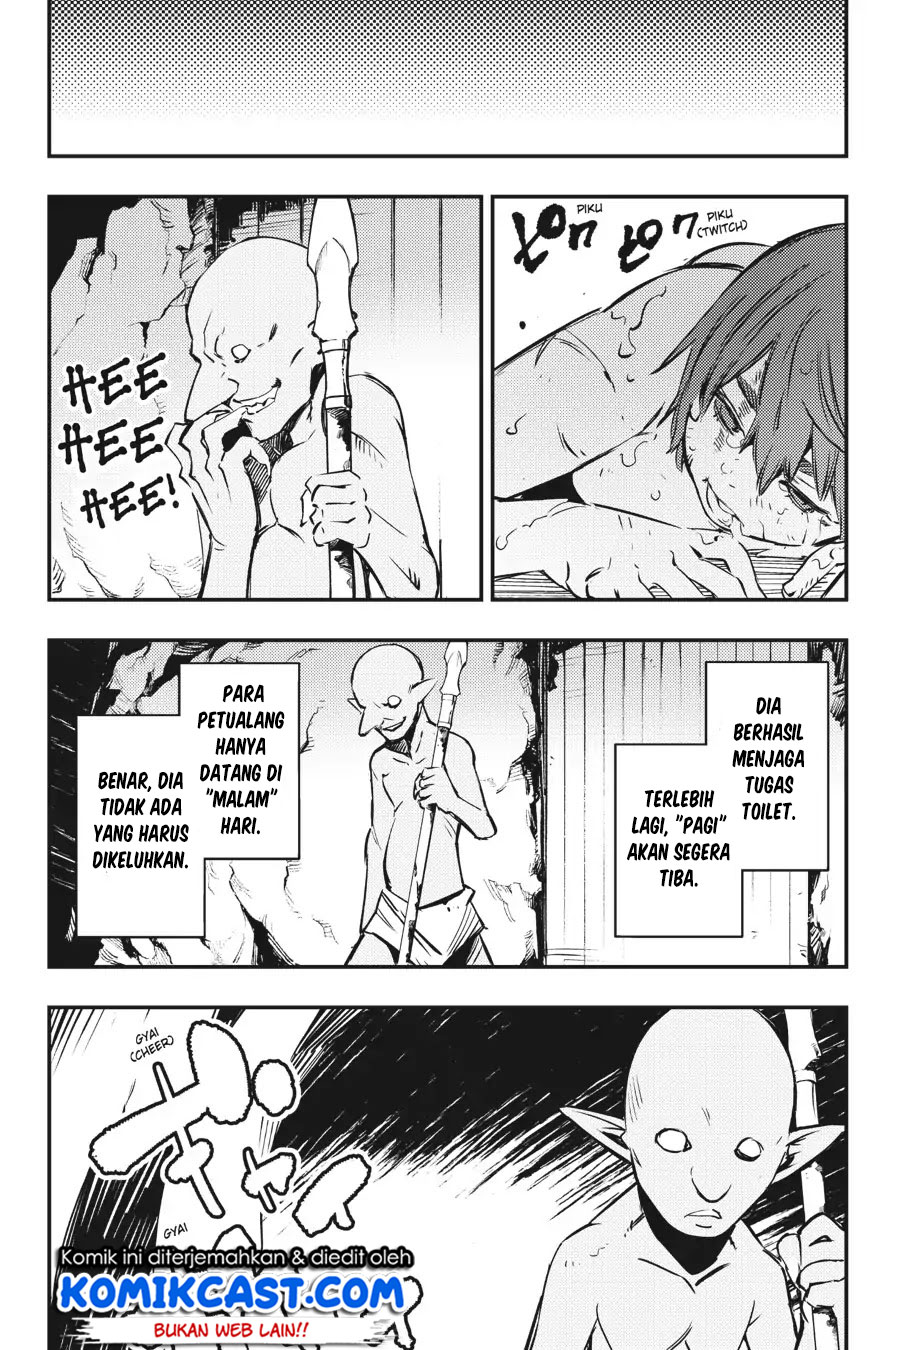 ピクッ
PIKU
ピクッ
PIKU
(TWITCH)
HEE
HEE
HEE!
DIA
BERHASIL
MENJAGA
TUGAS
TOILET.
TERLEBIH
LAGI, "PAGI"
AKAN SEGERA
TIBA.
PARA
PETUALANG
HANYA
DATANG DI
"MALAM"
HARI.
BENAR, DIA
TIDAK ADA
YANG HARUS
DIKELUHKAN.
GYAI
(CHEER)
GYAI
Komik ini diterjemahkan & diedit oleh
KOMIKCAST.COM
BUKAN WEB LAIN!!